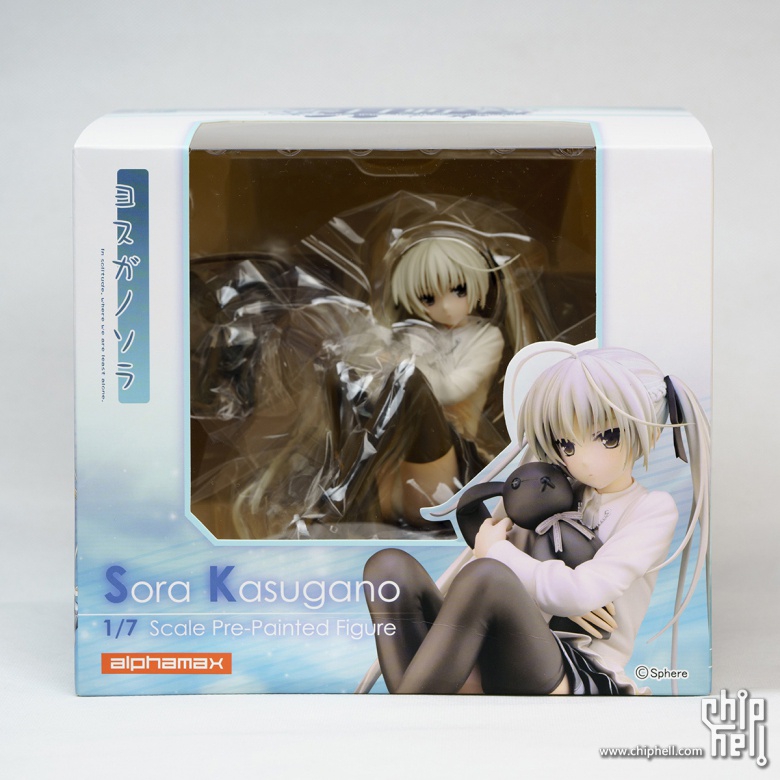 ヨスガノソラ
In solitude, where we are least alone.
Sora Kasugano
1/7 Scale Pre-Painted Figure
alphamax
©Sphere
chip
hell
www.chiphell.com